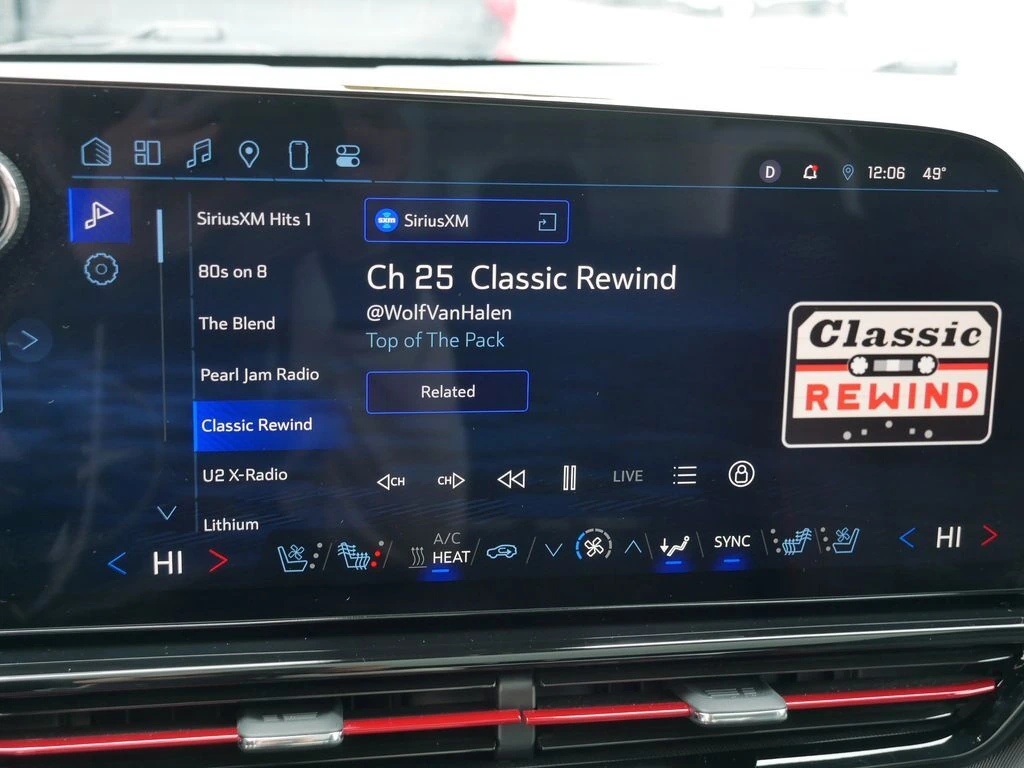 D 12:06 49°
SiriusXM Hits 1
80s on 8
The Blend
Pearl Jam Radio
Classic Rewind
U2 X-Radio
Lithium
sxm SiriusXM
Ch 25 Classic Rewind
@WolfVanHalen
Top of The Pack
Related
Classic
REWIND
CH CH LIVE
HI A/C SYNC HI
HEAT